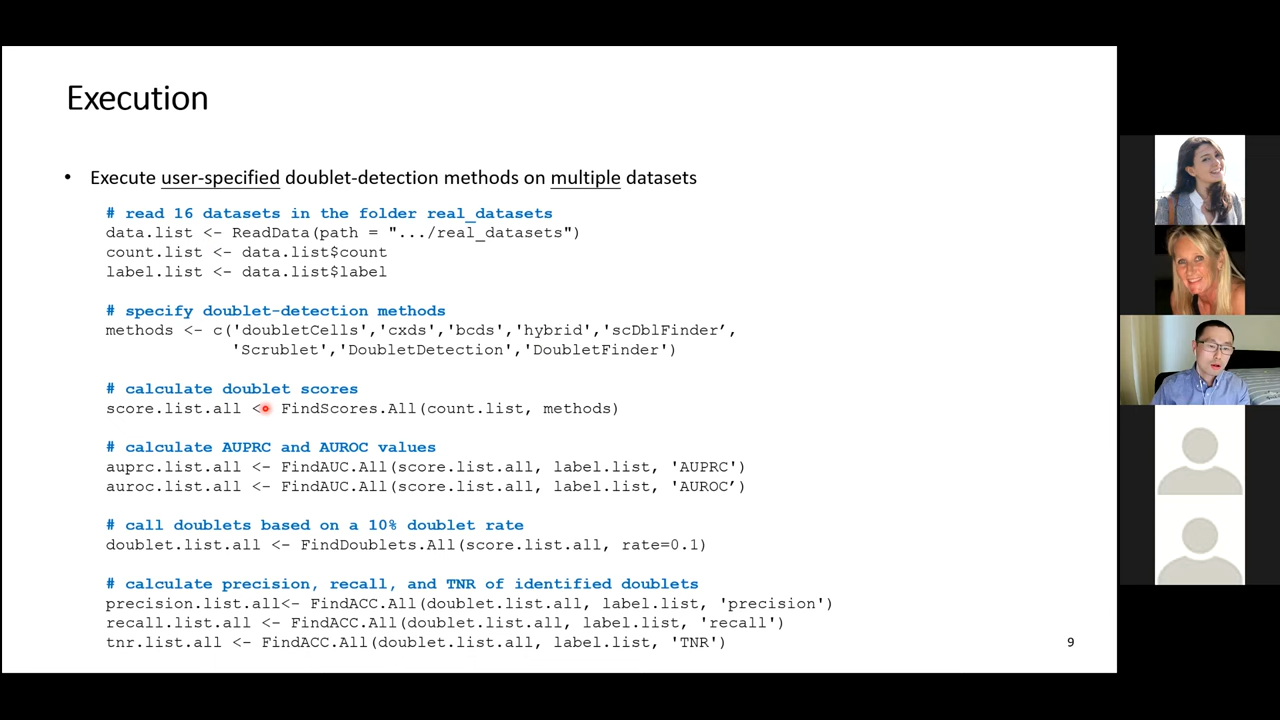 Execution
• Execute user-specified doublet-detection methods on multiple datasets
# read 16 datasets in the folder real_datasets
data.list <- ReadData(path = ".../real_datasets")
count.list <- data.list$count
label.list <- data.list$label
# specify doublet-detection methods
methods <- c('doubletCells','cxds','bcds','hybrid','scDblFinder’,
'Scrublet','DoubletDetection','DoubletFinder')
# calculate doublet scores
score.list.all <- FindScores.All(count.list, methods)
# calculate AUPRC and AUROC values
auprc.list.all <- FindAUC.All(score.list.all, label.list, 'AUPRC')
auroc.list.all <- FindAUC.All(score.list.all, label.list, 'AUROC’)
# call doublets based on a 10% doublet rate
doublet.list.all <- FindDoublets.All(score.list.all, rate=0.1)
# calculate precision, recall, and TNR of identified doublets
precision.list.all<- FindACC.All(doublet.list.all, label.list, 'precision')
recall.list.all <- FindACC.All(doublet.list.all, label.list, 'recall')
tnr.list.all <- FindACC.All(doublet.list.all, label.list, 'TNR')
9